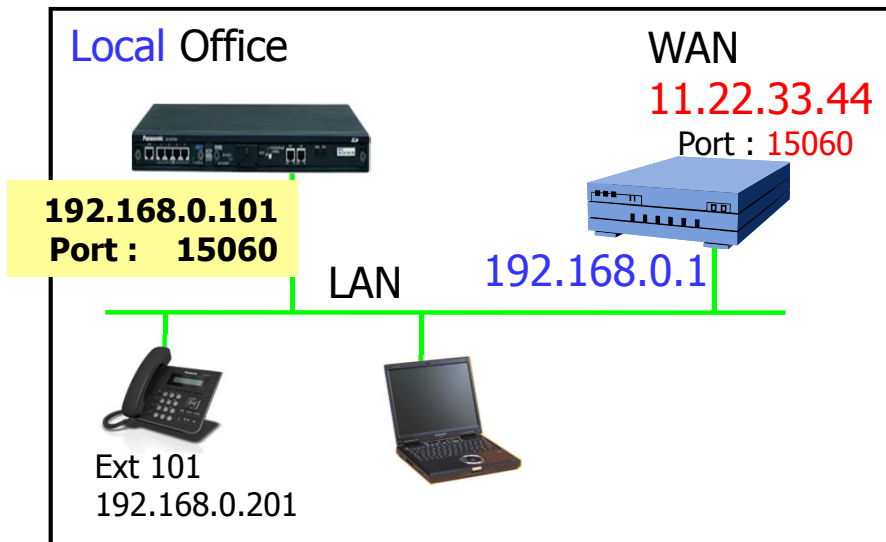 Local Office
WAN
11.22.33.44
Port : 15060
Panasonic
192.168.0.101
Port : 15060
192.168.0.1
LAN
Ext 101
192.168.0.201